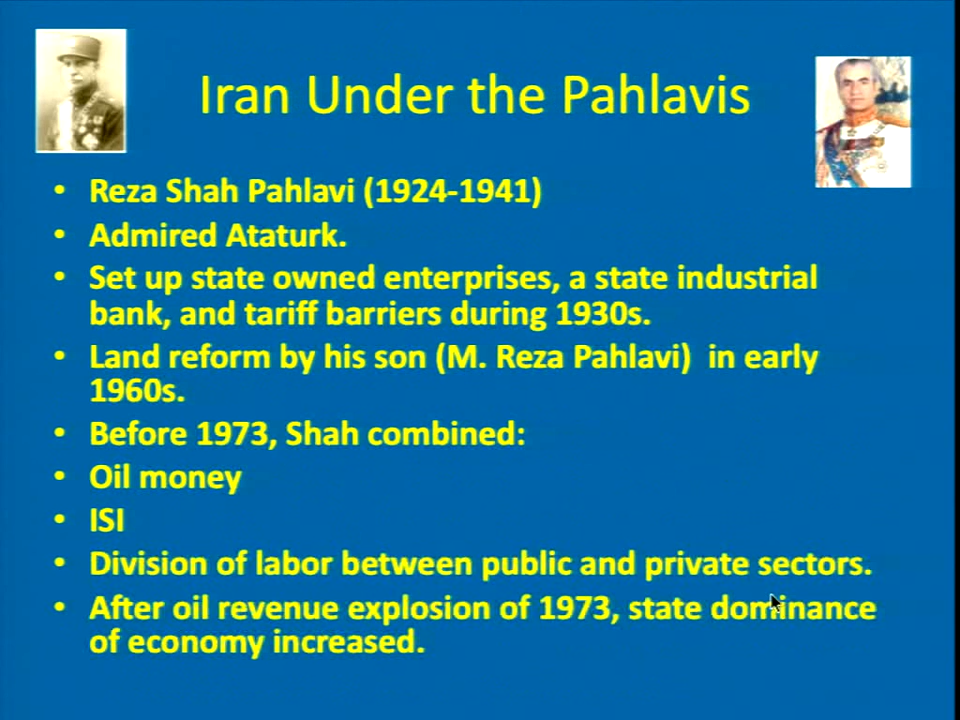 Iran Under the Pahlavis
• Reza Shah Pahlavi (1924-1941)
• Admired Ataturk.
• Set up state owned enterprises, a state industrial
bank, and tariff barriers during 1930s.
• Land reform by his son (M. Reza Pahlavi)  in early
1960s.
• Before 1973, Shah combined:
• Oil money
• ISI
• Division of labor between public and private sectors.
• After oil revenue explosion of 1973, state dominance
of economy increased.